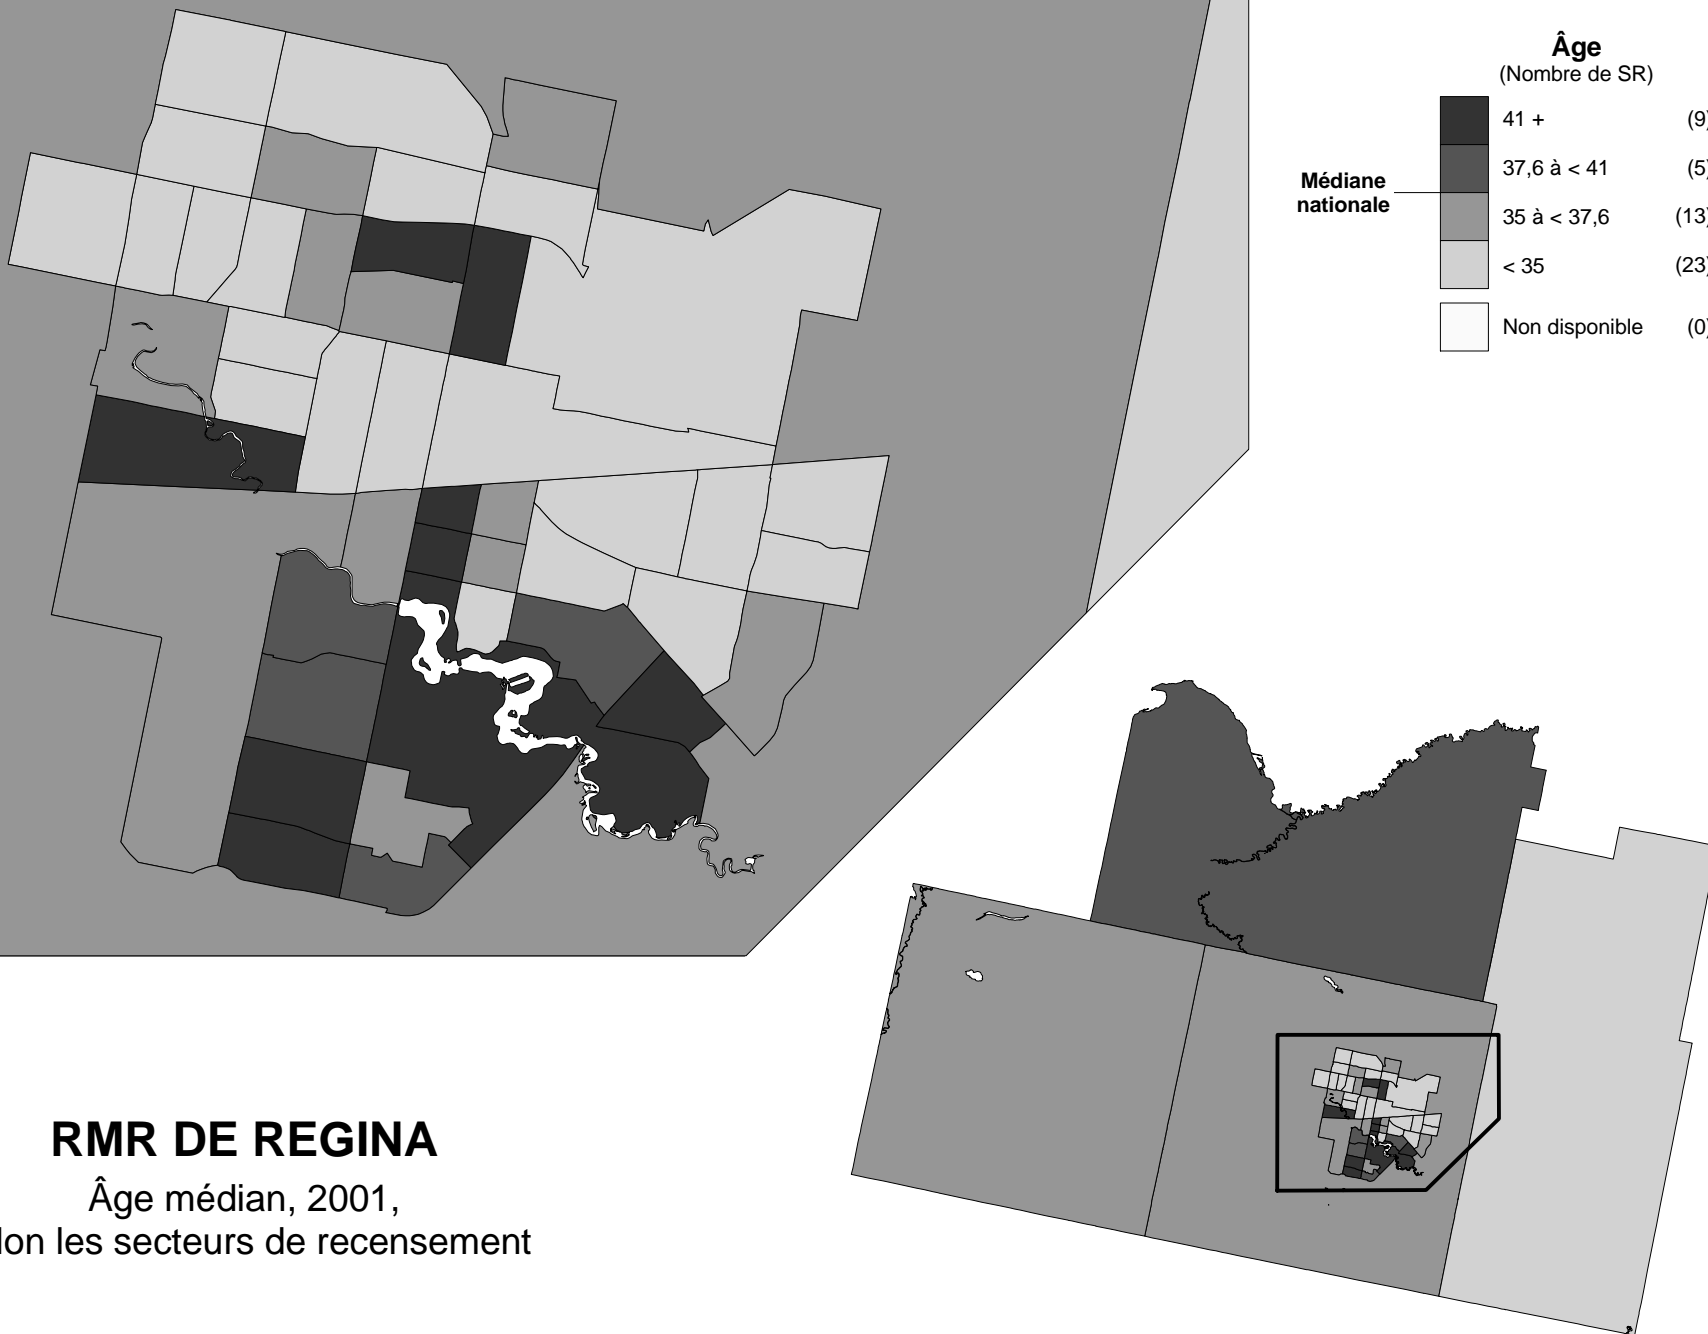 Âge
(Nombre de SR)
41 + (9)
37,6 à < 41 (5)
Médiane
nationale
35 à < 37,6 (13)
< 35 (23)
Non disponible (0)
RMR DE REGINA
Âge médian, 2001,
lon les secteurs de recensement